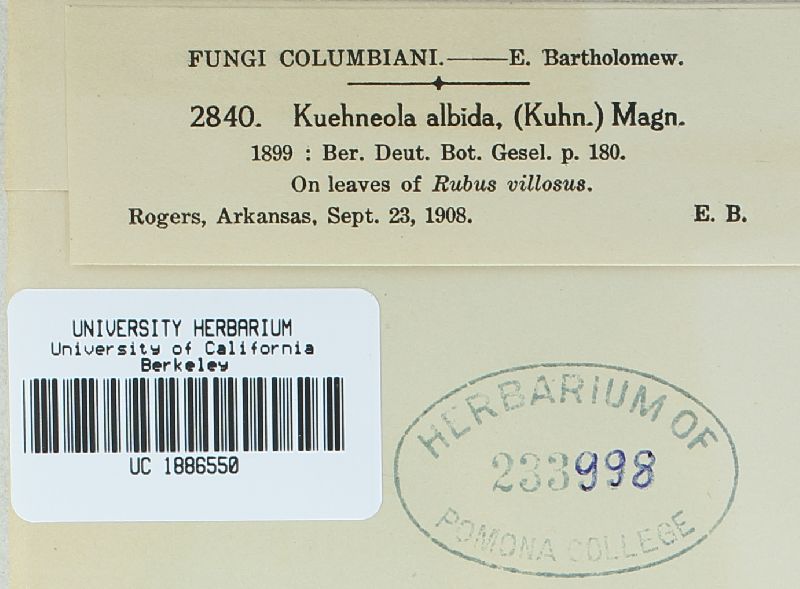 FUNGI COLUMBIANI.——E. Bartholomew.
2840. Kuehneola albida, (Kuhn.) Magn.
1899 : Ber. Deut. Bot. Gesel. p. 180.
On leaves of Rubus villosus.
Rogers, Arkansas, Sept. 23, 1908. E. B.
UNIVERSITY HERBARIUM
University of California
Berkeley
UC 1886550
HERBARIUM OF
233998
POMONA COLLEGE